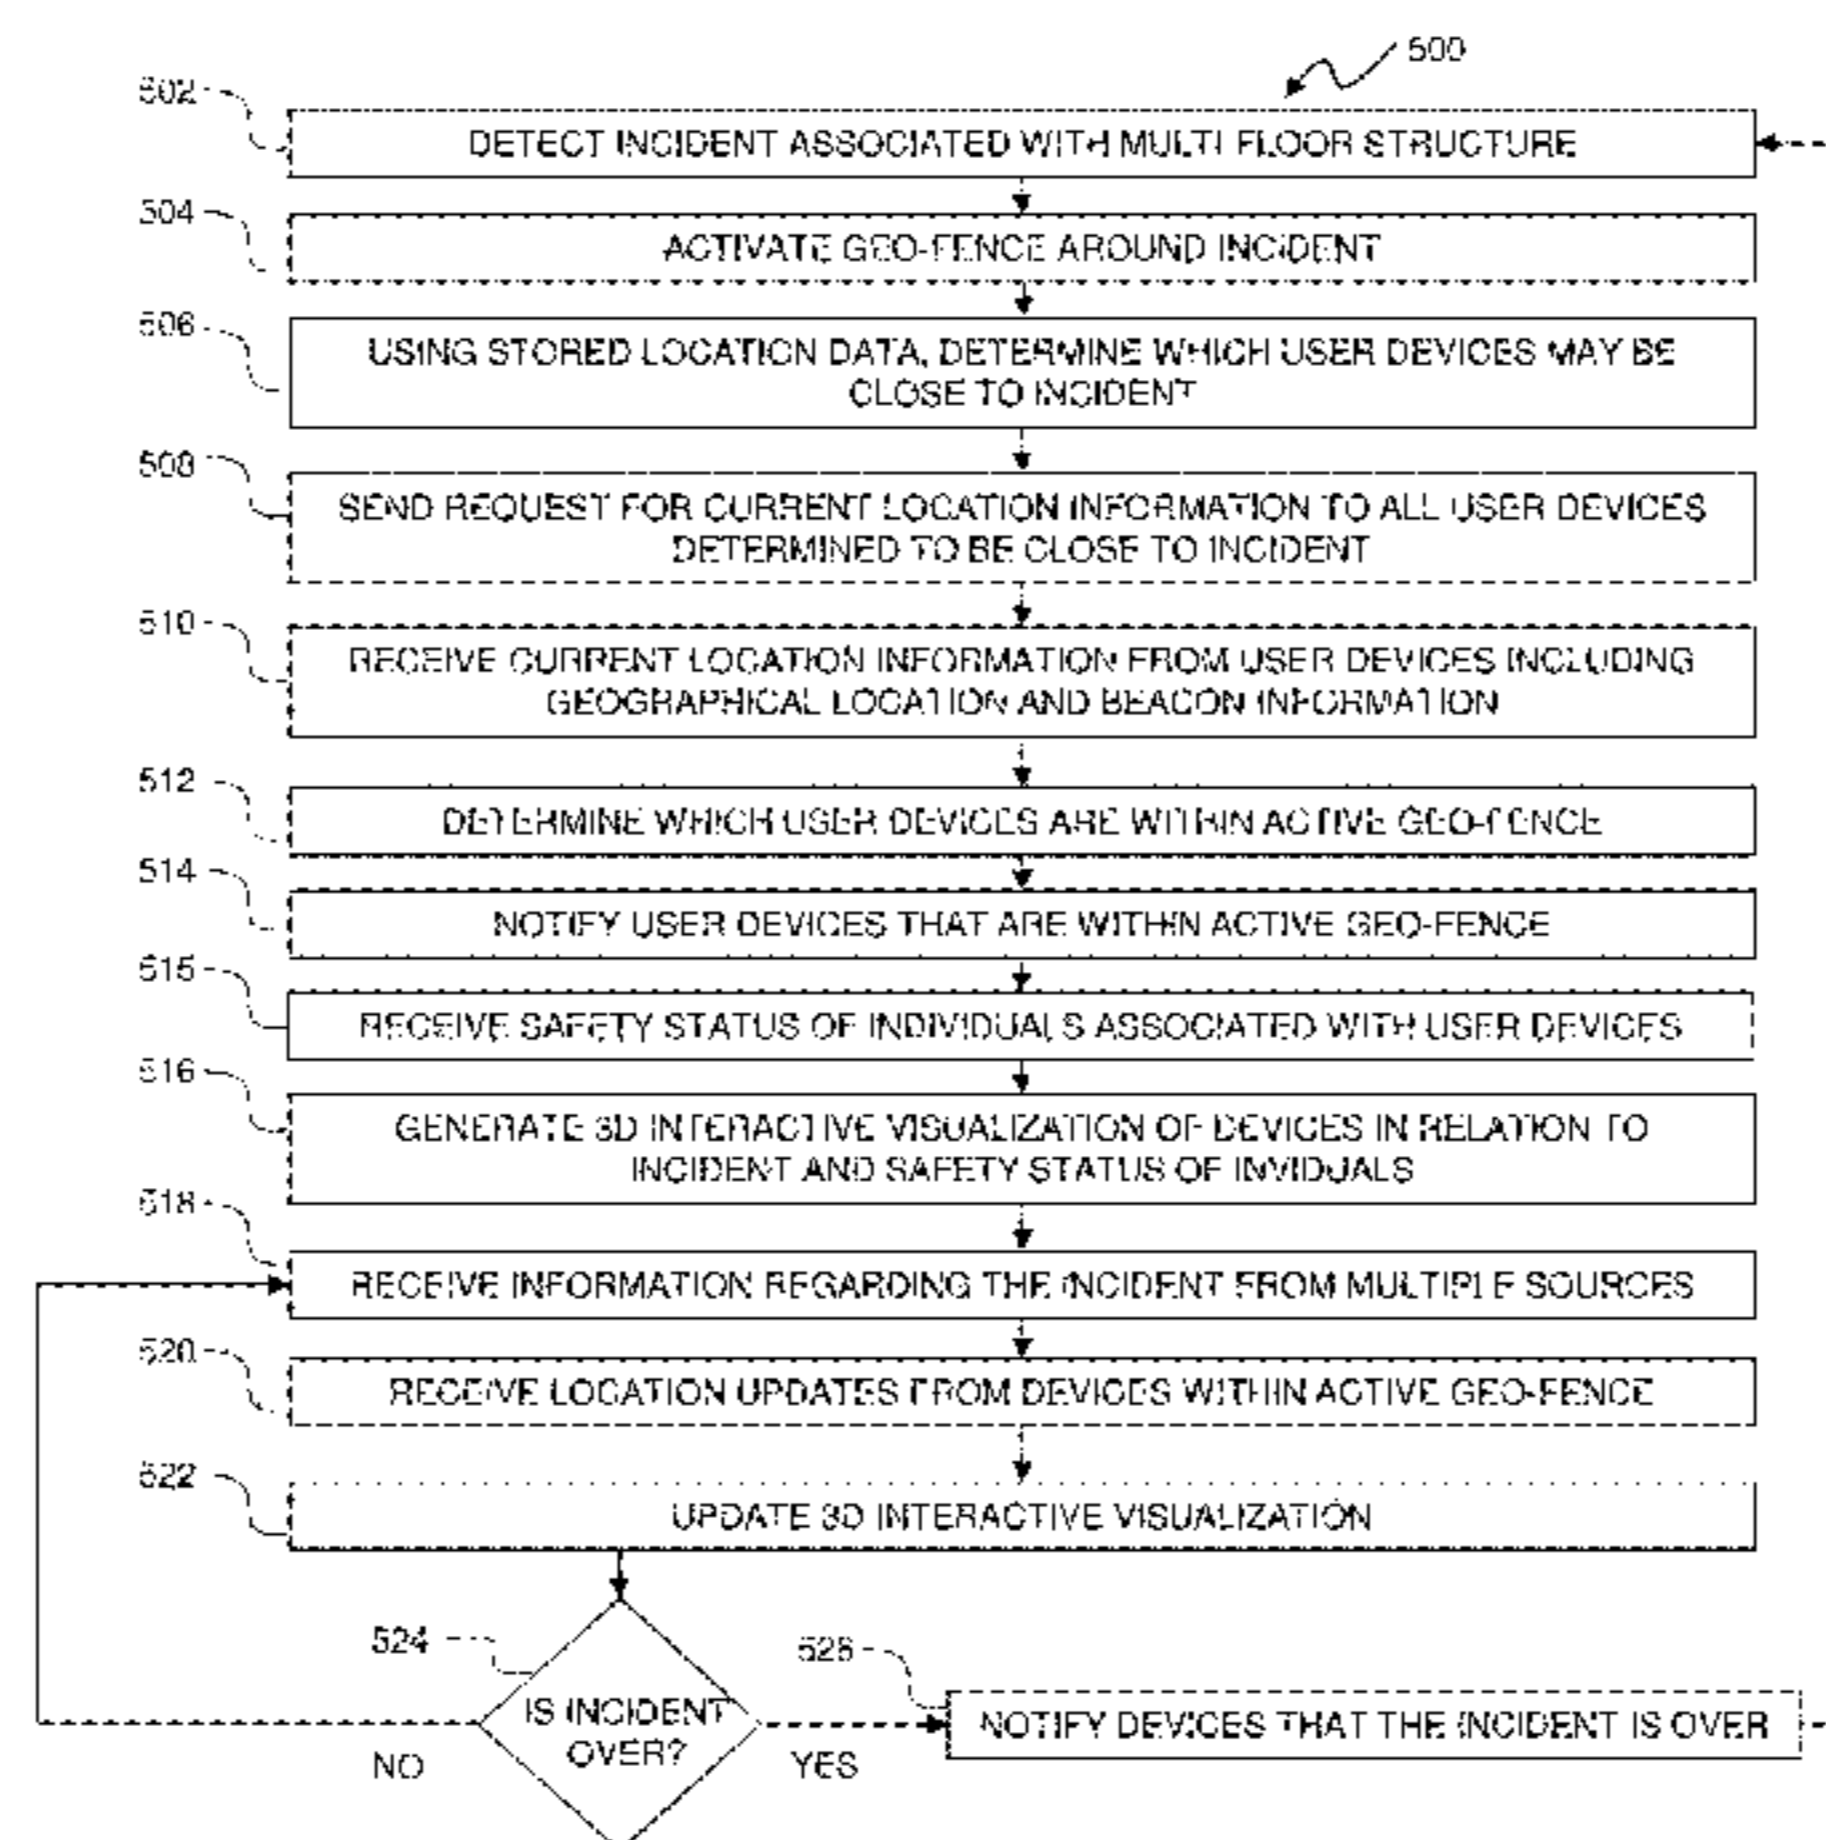 500
502
DETECT INCIDENT ASSOCIATED WITH MULTI FLOOR STRUCTURE
504
ACTIVATE GEO-FENCE AROUND INCIDENT
506
USING STORED LOCATION DATA, DETERMINE WHICH USER DEVICES MAY BE
CLOSE TO INCIDENT
508
SEND REQUEST FOR CURRENT LOCATION INFORMATION TO ALL USER DEVICES
DETERMINED TO BE CLOSE TO INCIDENT
510
RECEIVE CURRENT LOCATION INFORMATION FROM USER DEVICES INCLUDING
GEOGRAPHICAL LOCATION AND BEACON INFORMATION
512
DETERMINE WHICH USER DEVICES ARE WITHIN ACTIVE GEO-FENCE
514
NOTIFY USER DEVICES THAT ARE WITHIN ACTIVE GEO-FENCE
515
RECEIVE SAFETY STATUS OF INDIVIDUALS ASSOCIATED WITH USER DEVICES
516
GENERATE 3D INTERACTIVE VISUALIZATION OF DEVICES IN RELATION TO
INCIDENT AND SAFETY STATUS OF INVIDUALS
518
RECEIVE INFORMATION REGARDING THE INCIDENT FROM MULTIPLE SOURCES
520
RECEIVE LOCATION UPDATES FROM DEVICES WITHIN ACTIVE GEO-FENCE
522
UPDATE 3D INTERACTIVE VISUALIZATION
524
IS INCIDENT
OVER?
NO
YES
526
NOTIFY DEVICES THAT THE INCIDENT IS OVER